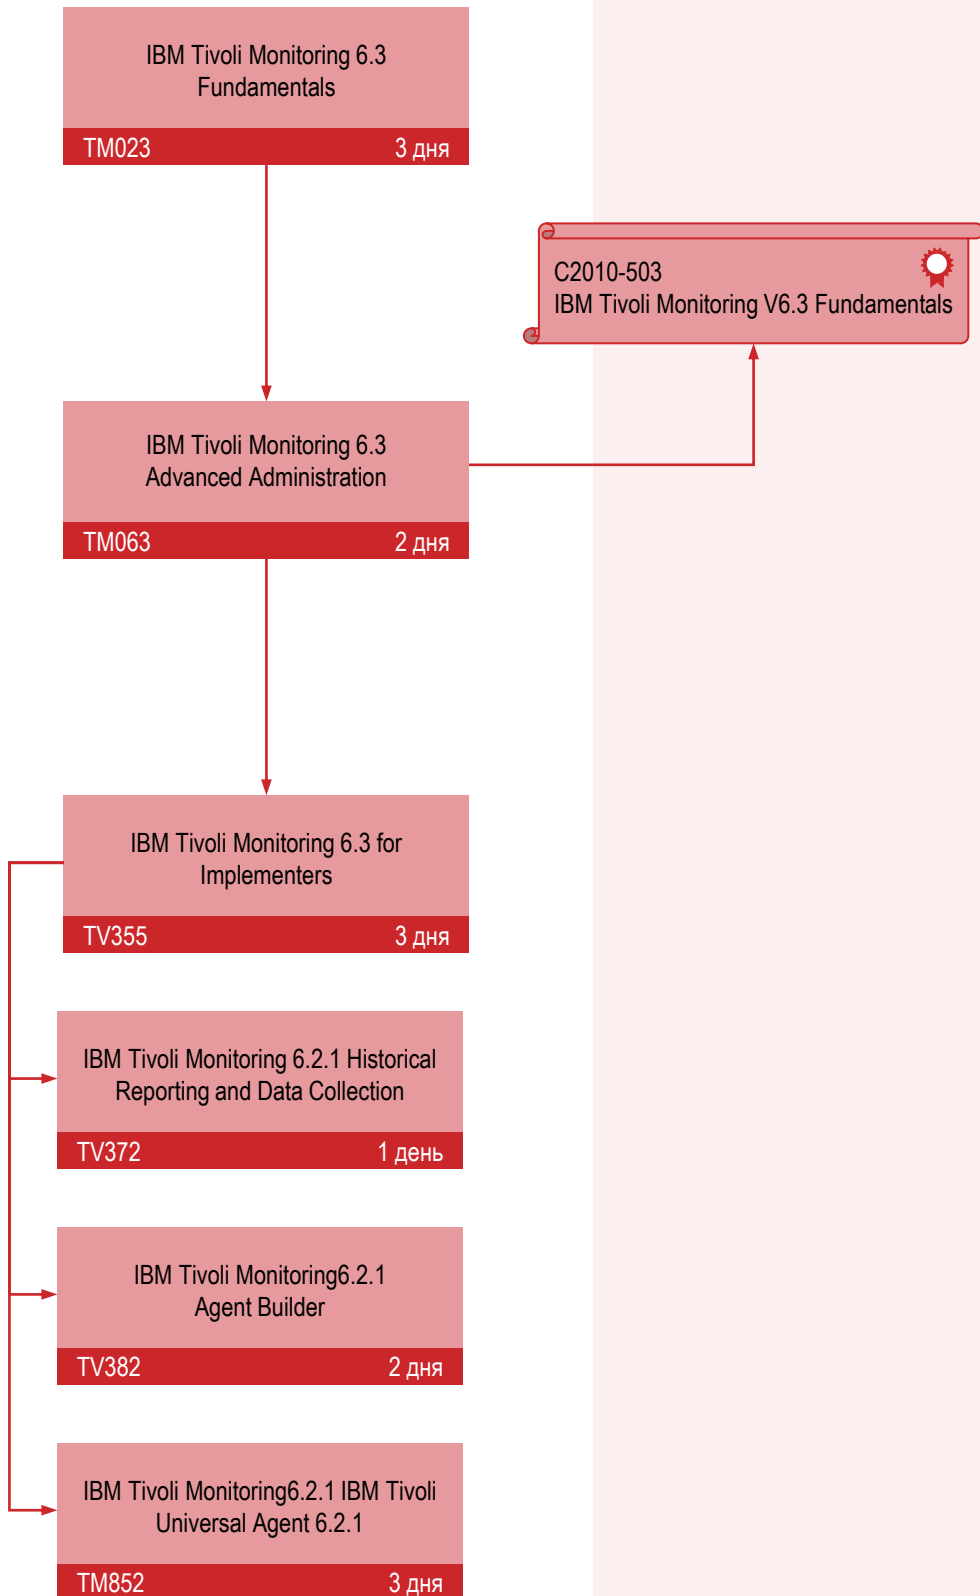 IBM Tivoli Monitoring 6.3
Fundamentals
TM023 3 дня
C2010-503
IBM Tivoli Monitoring V6.3 Fundamentals
IBM Tivoli Monitoring 6.3
Advanced Administration
TM063 2 дня
IBM Tivoli Monitoring 6.3 for
Implementers
TV355 3 дня
IBM Tivoli Monitoring 6.2.1 Historical
Reporting and Data Collection
TV372 1 день
IBM Tivoli Monitoring6.2.1
Agent Builder
TV382 2 дня
IBM Tivoli Monitoring6.2.1 IBM Tivoli
Universal Agent 6.2.1
TM852 3 дня